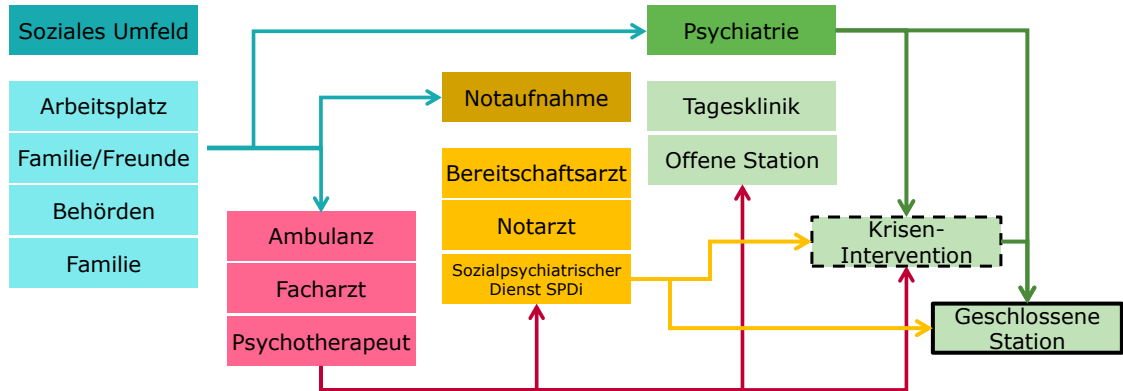 Soziales Umfeld
Arbeitsplatz
Familie/Freunde
Behörden
Familie
Ambulanz
Facharzt
Psychotherapeut
Notaufnahme
Bereitschaftsarzt
Notarzt
Sozialpsychiatrischer
Dienst SPDi
Psychiatrie
Tagesklinik
Offene Station
Krisen-
Intervention
Geschlossene
Station